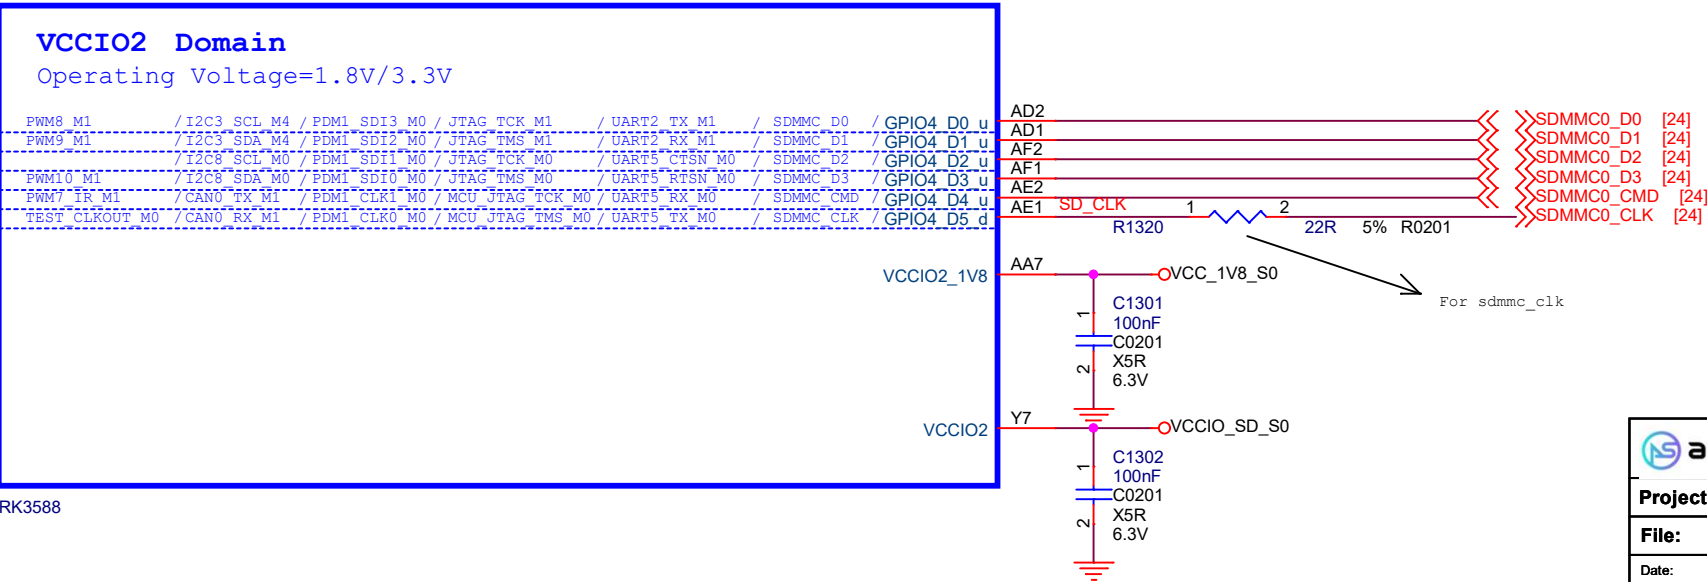 VCCIO2 Domain
Operating Voltage=1.8V/3.3V
PWM8_M1 /I2C3_SCL_M4 /PDM1_SDI3_M0 /JTAG_TCK_M1 /UART2_TX_M1 / SDMMC_D0 /GPIO4_D0_u AD2 SDMMC0_D0 [24]
PWM9_M1 /I2C3_SDA_M4 /PDM1_SDI2_M0 /JTAG_TMS_M1 /UART2_RX_M1 / SDMMC_D1 /GPIO4_D1_u AD1 SDMMC0_D1 [24]
/I2C8_SCL_M0 /PDM1_SDI1_M0 /JTAG_TCK_M0 /UART5_CTSN_M0 / SDMMC_D2 /GPIO4_D2_u AF2 SDMMC0_D2 [24]
PWM10_M1 /I2C8_SDA_M0 /PDM1_SDI0_M0 /JTAG_TMS_M0 /UART5_RTSN_M0 / SDMMC_D3 /GPIO4_D3_u AF1 SDMMC0_D3 [24]
PWM7_IR_M1 /CAN0_TX_M1 /PDM1_CLK1_M0 /MCU_JTAG_TCK_M0 /UART5_RX_M0 / SDMMC_CMD /GPIO4_D4_u AE2 SDMMC0_CMD [24]
TEST_CLKOUT_M0 /CAN0_RX_M1 /PDM1_CLK0_M0 /MCU_JTAG_TMS_M0 /UART5_TX_M0 / SDMMC_CLK /GPIO4_D5_d AE1 SD_CLK 1 2 SDMMC0_CLK [24]
R1320 22R 5% R0201
VCCIO2_1V8 AA7 VCC_1V8_S0
For sdmmc_clk
C1301
1 100nF
C0201
X5R
2 6.3V
VCCIO2 Y7 VCCIO_SD_S0
C1302
1 100nF
C0201
X5R
2 6.3V
RK3588
a
Project
File:
Date: